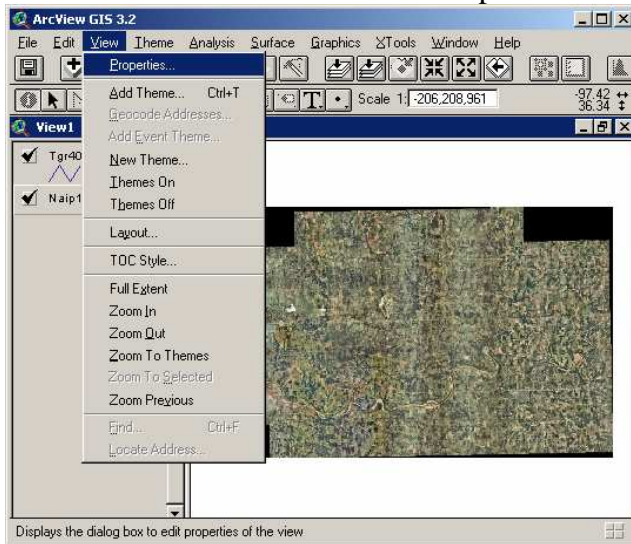 ArcView GIS 3.2
File Edit View Theme Analysis Surface Graphics XTools Window Help
Properties...
Add Theme... Ctrl+T
Geocode Addresses...
Add Event Theme...
New Theme...
Themes On
Themes Off
Layout...
TOC Style...
Full Extent
Zoom In
Zoom Out
Zoom To Themes
Zoom To Selected
Zoom Previous
Find... Ctrl+F
Locate Address...
T
Scale 1: -206,208,961
-97.42
36.34
View1
Tgr40
Naip1
Displays the dialog box to edit properties of the view